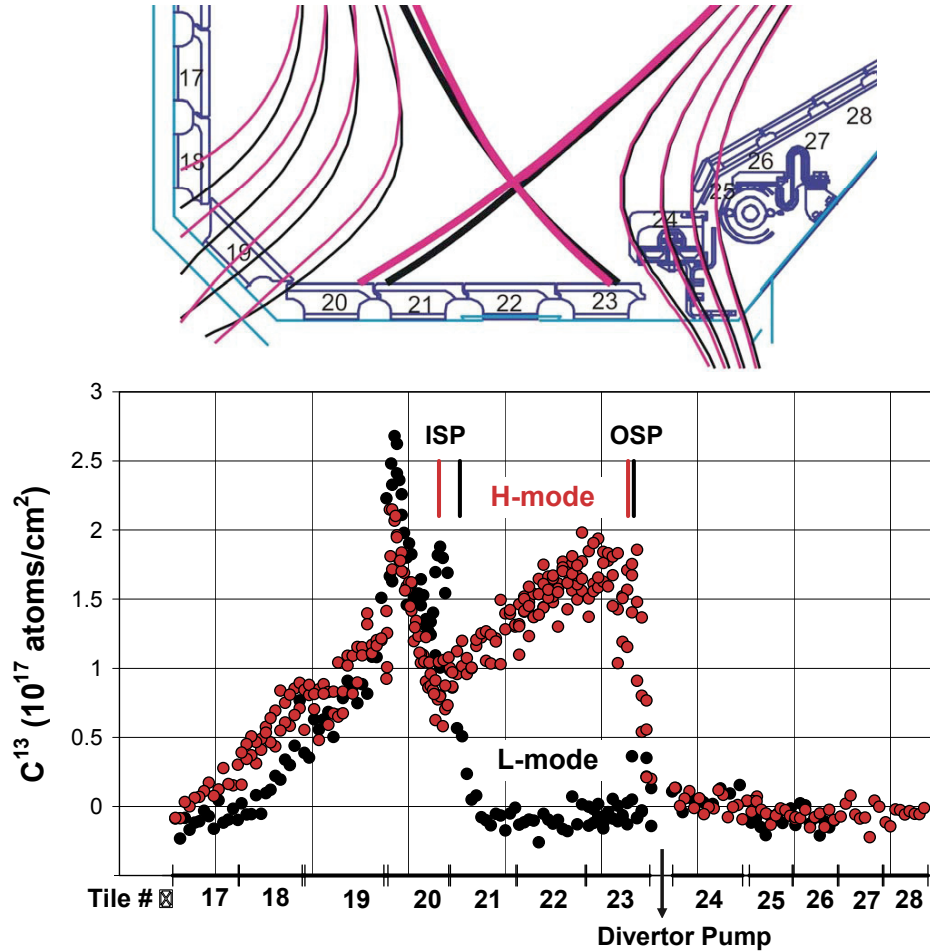 17
18
19
20
21
22
23
24
25
26
27
28
3
2.5
2
1.5
1
0.5
0
C¹³ (10¹⁷ atoms/cm²)
ISP
OSP
H-mode
L-mode
Tile #
17 18 19 20 21 22 23 24 25 26 27 28
Divertor Pump